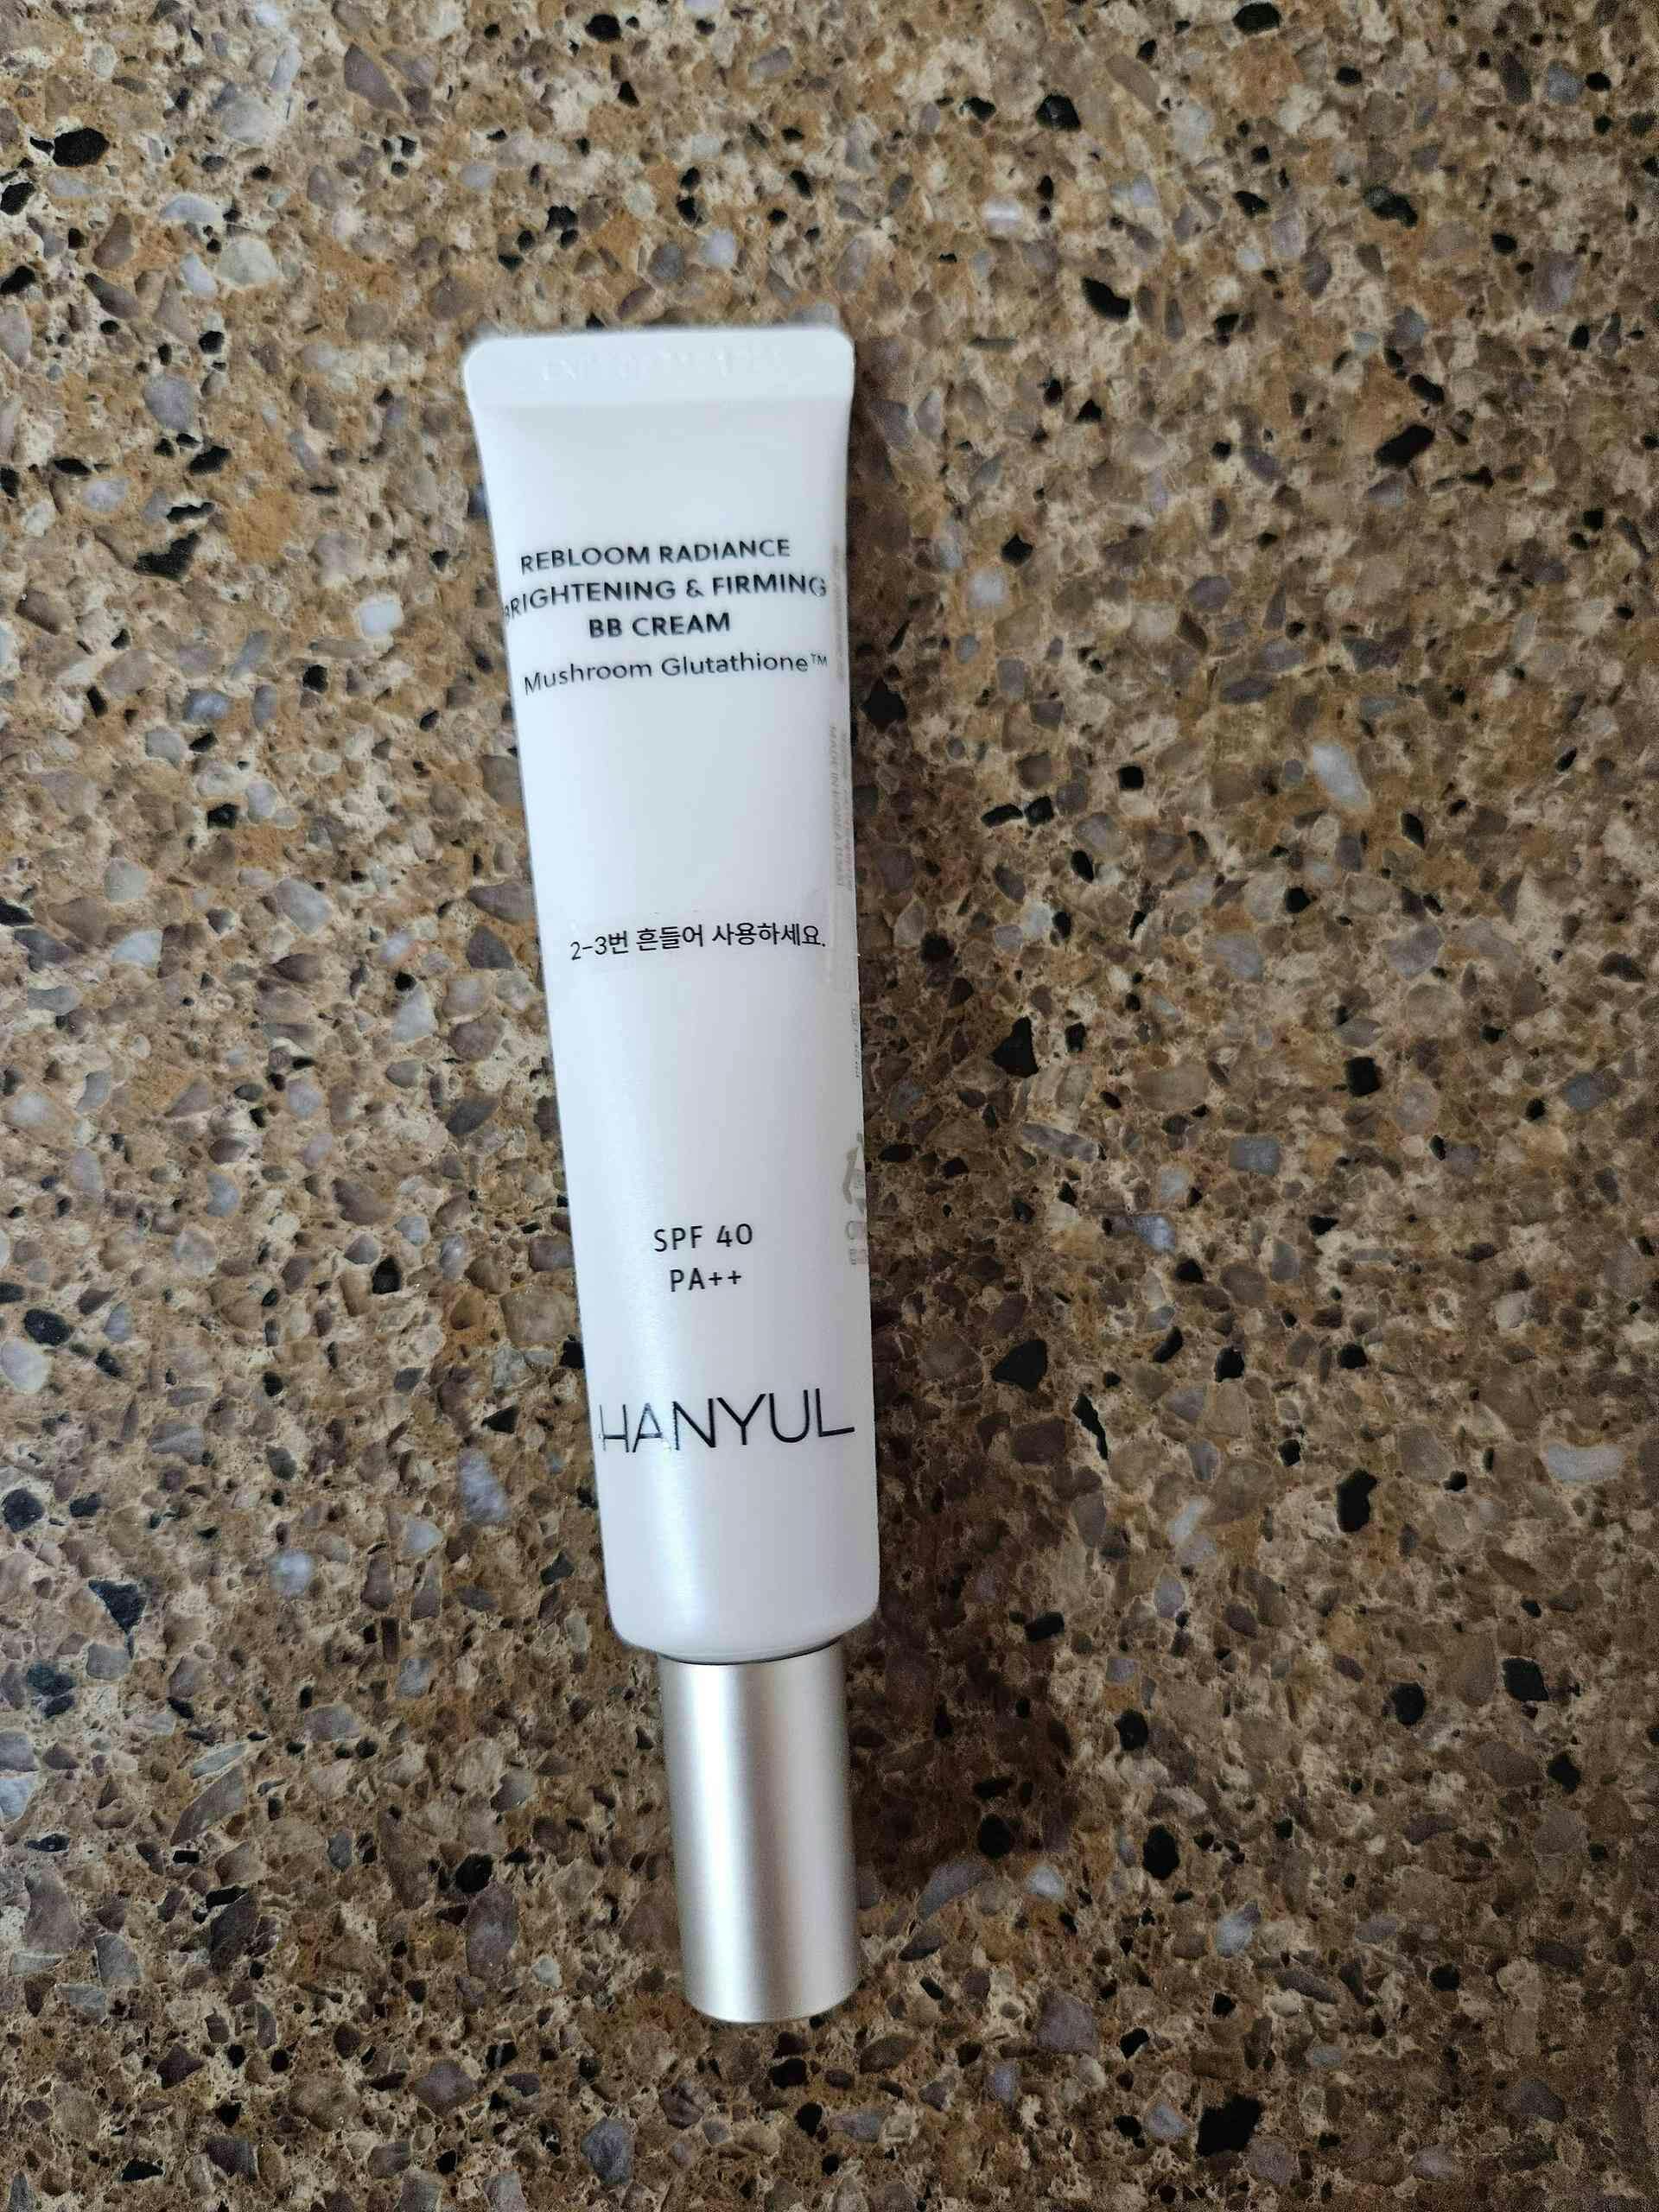 REBLOOM RADIANCE
BRIGHTENING & FIRMING
BB CREAM
Mushroom Glutathione™
2-3번 흔들어 사용하세요.
SPF 40
PA++
HANYUL